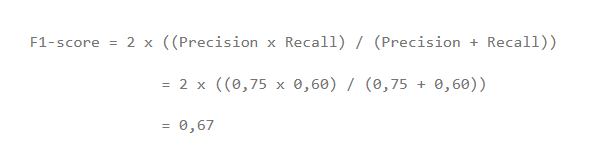 F1-score = 2 x ((Precision x Recall) / (Precision + Recall))
= 2 x ((0,75 x 0,60) / (0,75 + 0,60))
= 0,67